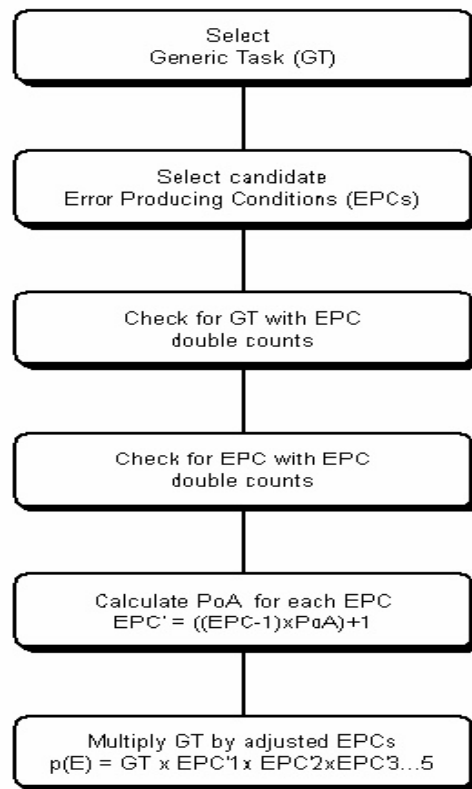 Select
Generic Task (GT)
Select candidate
Error Producing Conditions (EPCs)
Check for GT with EPC
double counts
Check for EPC with EPC
double counts
Calculate PoA for each EPC
EPC' = ((EPC-1)xPoA)+1
Multiply GT by adjusted EPCs
p(E) = GT x EPC'1x EPC'2xEPC'3...5